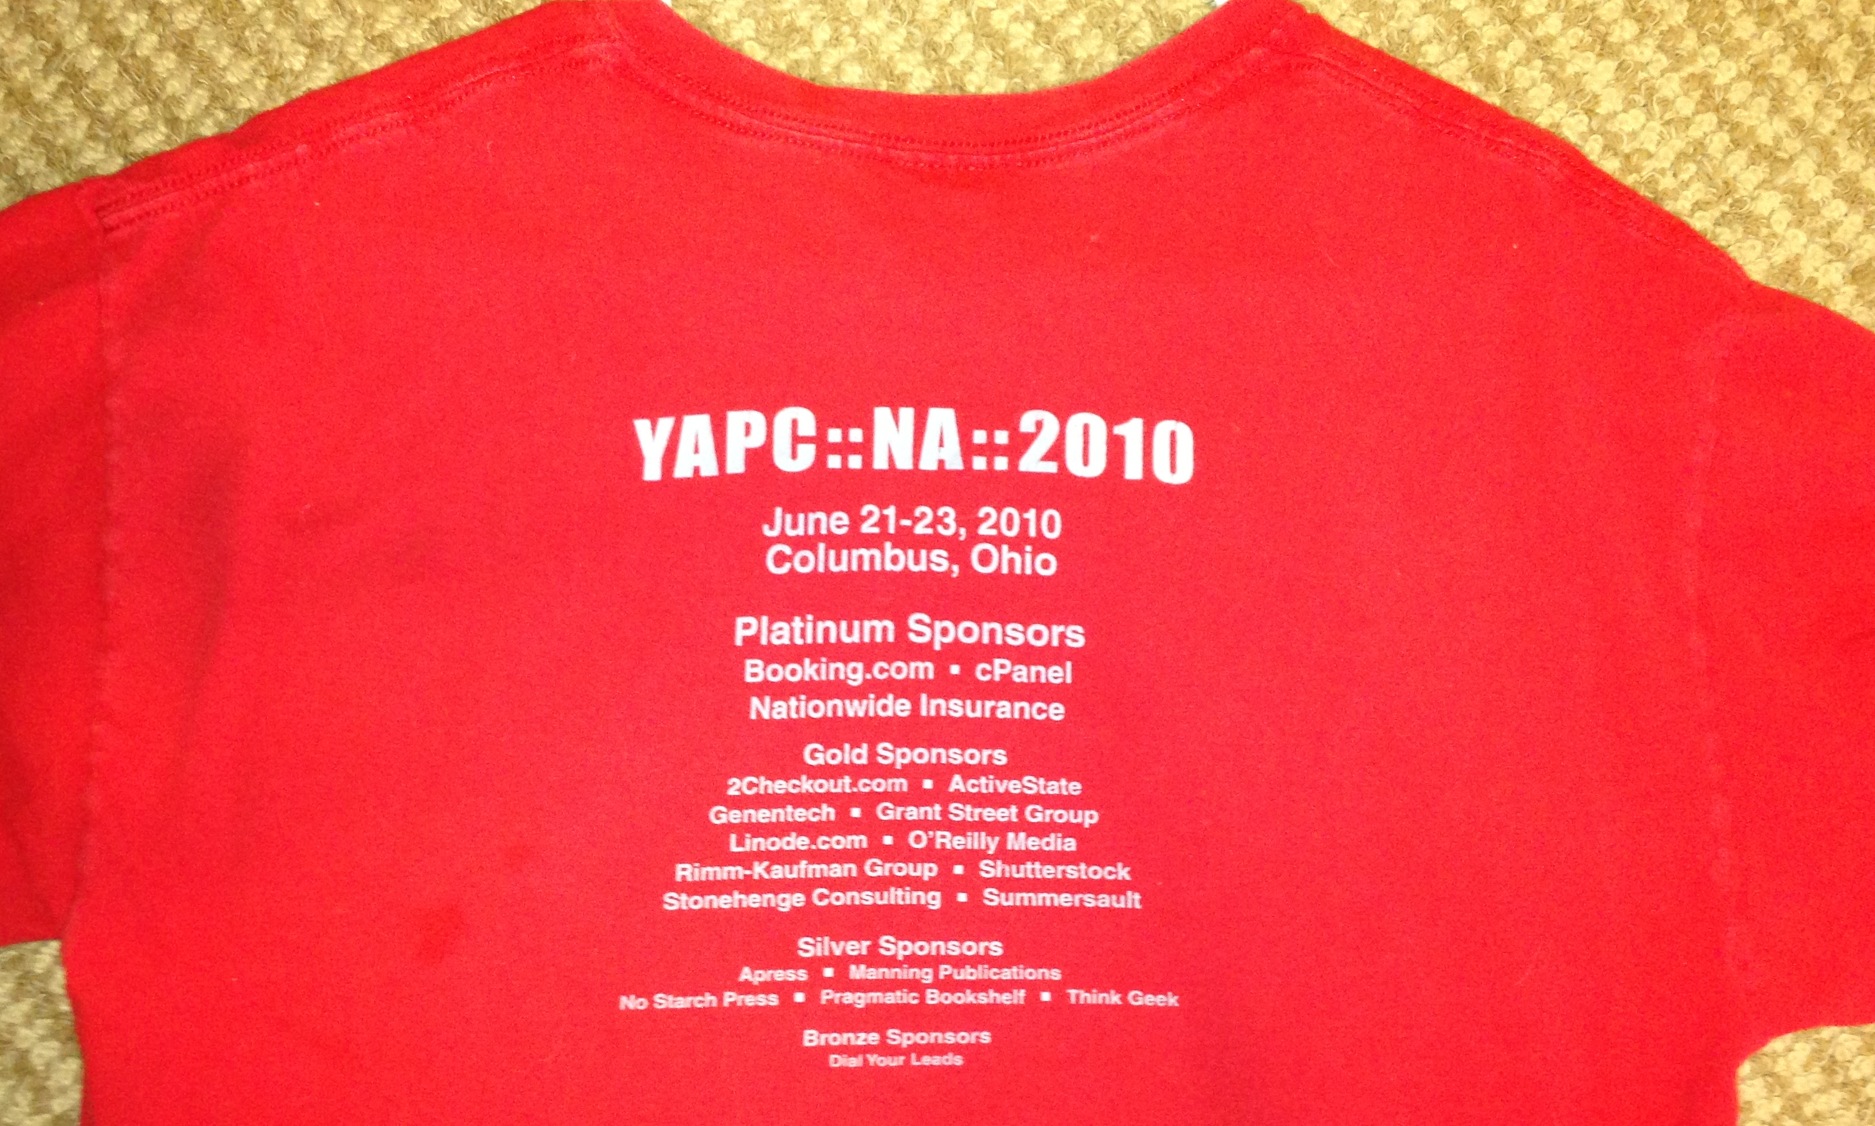 YAPC::NA::2010
June 21-23, 2010
Columbus, Ohio
Platinum Sponsors
Booking.com ▪ cPanel
Nationwide Insurance
Gold Sponsors
2Checkout.com ▪ ActiveState
Genentech ▪ Grant Street Group
Linode.com ▪ O'Reilly Media
Rimm-Kaufman Group ▪ Shutterstock
Stonehenge Consulting ▪ Summersault
Silver Sponsors
Apress ▪ Manning Publications
No Starch Press ▪ Pragmatic Bookshelf ▪ Think Geek
Bronze Sponsors
Dial Your Leads